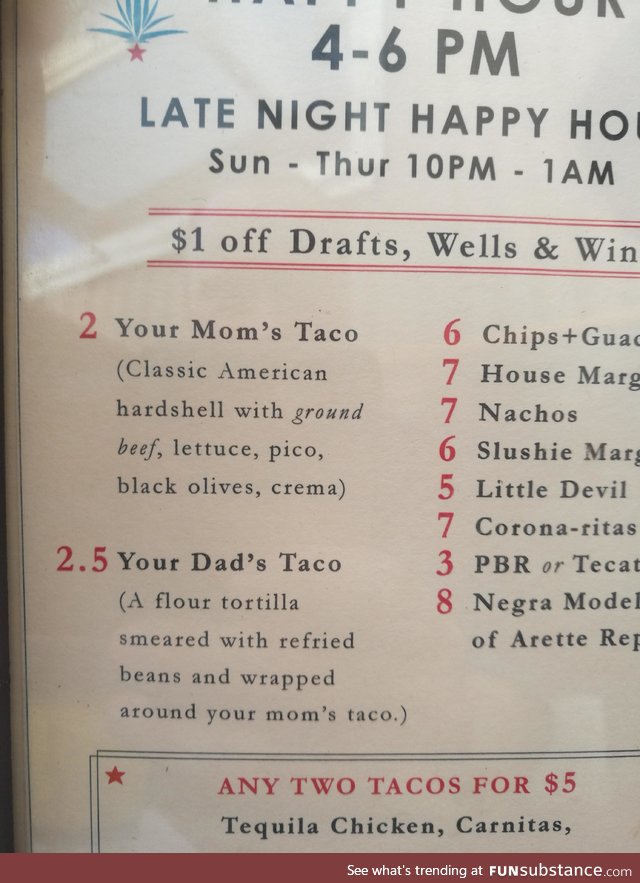 HAPPY HOUR
4-6 PM
LATE NIGHT HAPPY
Sun - Thur 10PM - 1AM
$1 off Drafts, Wells &
2 Your Mom's Taco
(Classic American
hardshell with ground
beef, lettuce, pico,
black olives, crema)
2.5 Your Dad's Taco
(A flour tortilla
smeared with refried
beans and wrapped
around your mom's taco.)
6 Chips+Guac
7 House Marg
7 Nachos
6 Slushie Marg
5 Little Devil
7 Corona-ritas
3 PBR or Tecat
8 Negra Model
of Arette Rep
ANY TWO TACOS FOR $5
Tequila Chicken, Carnitas,
See what's trending at FUNsubstance.com